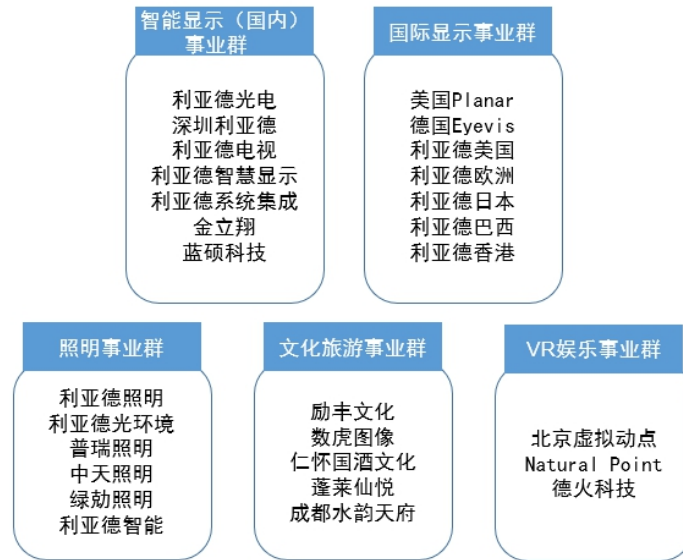 智能显示（国内）
事业群
利亚德光电
深圳利亚德
利亚德电视
利亚德智慧显示
利亚德系统集成
金立翔
蓝硕科技
国际显示事业群
美国Planar
德国Eyevis
利亚德美国
利亚德欧洲
利亚德日本
利亚德巴西
利亚德香港
照明事业群
利亚德照明
利亚德光环境
普瑞照明
中天照明
绿勀照明
利亚德智能
文化旅游事业群
励丰文化
数虎图像
仁怀国酒文化
蓬莱仙悦
成都水韵天府
VR娱乐事业群
北京虚拟动点
Natural Point
德火科技